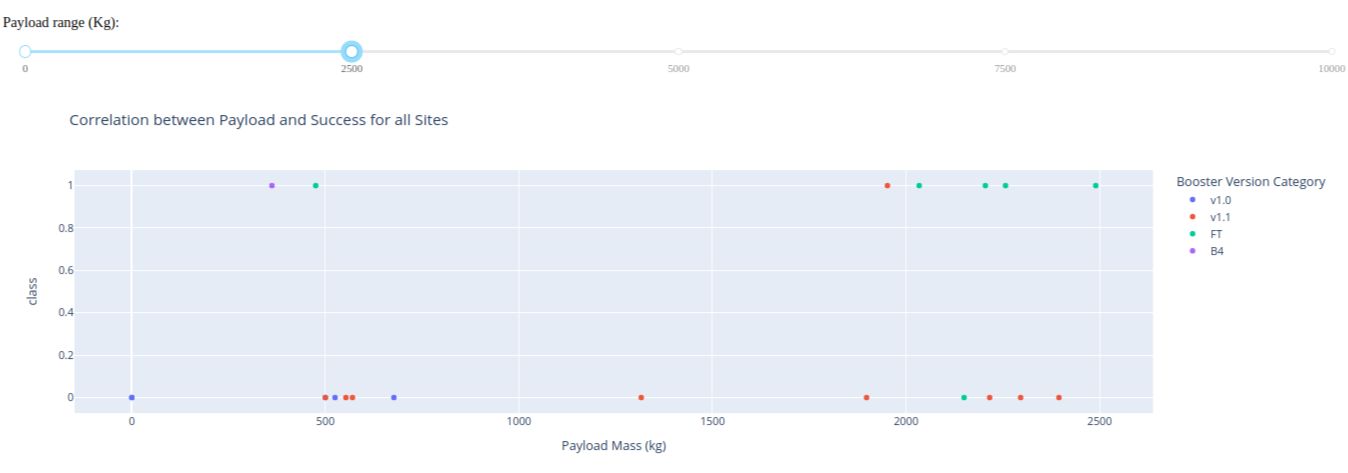 Payload range (Kg):
0 2500 5000 7500 10000
Correlation between Payload and Success for all Sites
Booster Version Category
v1.0
v1.1
FT
B4
class
1
0.8
0.6
0.4
0.2
0
0 500 1000 1500 2000 2500
Payload Mass (kg)